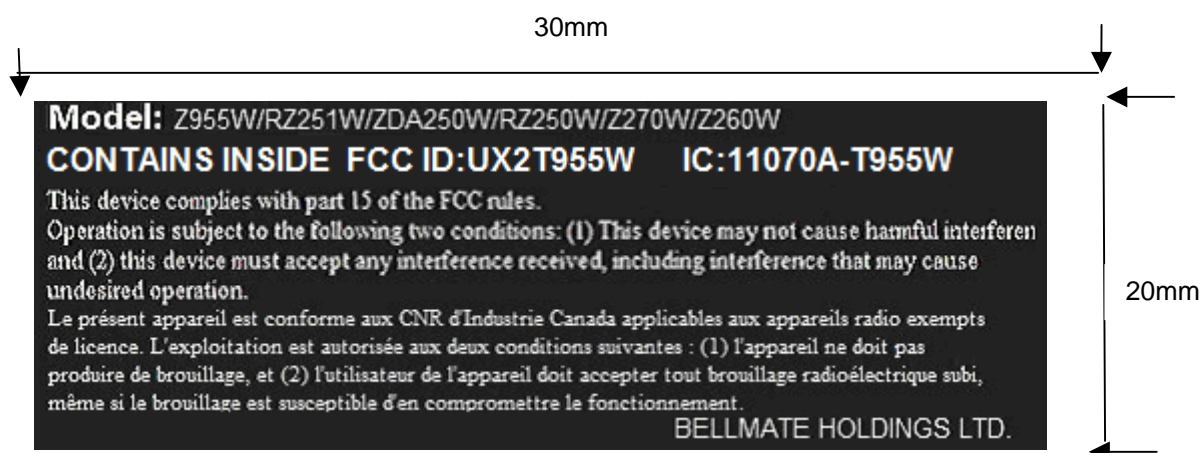 30mm
Model: Z955W/RZ251W/ZDA250W/RZ250W/Z270W/Z260W
CONTAINS INSIDE FCC ID:UX2T955W IC:11070A-T955W
This device complies with part 15 of the FCC rules.
Operation is subject to the following two conditions: (1) This device may not cause harmful interferen
and (2) this device must accept any interference received, including interference that may cause
undesired operation.
20mm
Le présent appareil est conforme aux CNR d'Industrie Canada applicables aux appareils radio exempts
de licence. L'exploitation est autorisée aux deux conditions suivantes : (1) l'appareil ne doit pas
produire de brouillage, et (2) l'utilisateur de l'appareil doit accepter tout brouillage radioélectrique subi,
même si le brouillage est susceptible d'en compromettre le fonctionnement.
BELLMATE HOLDINGS LTD.